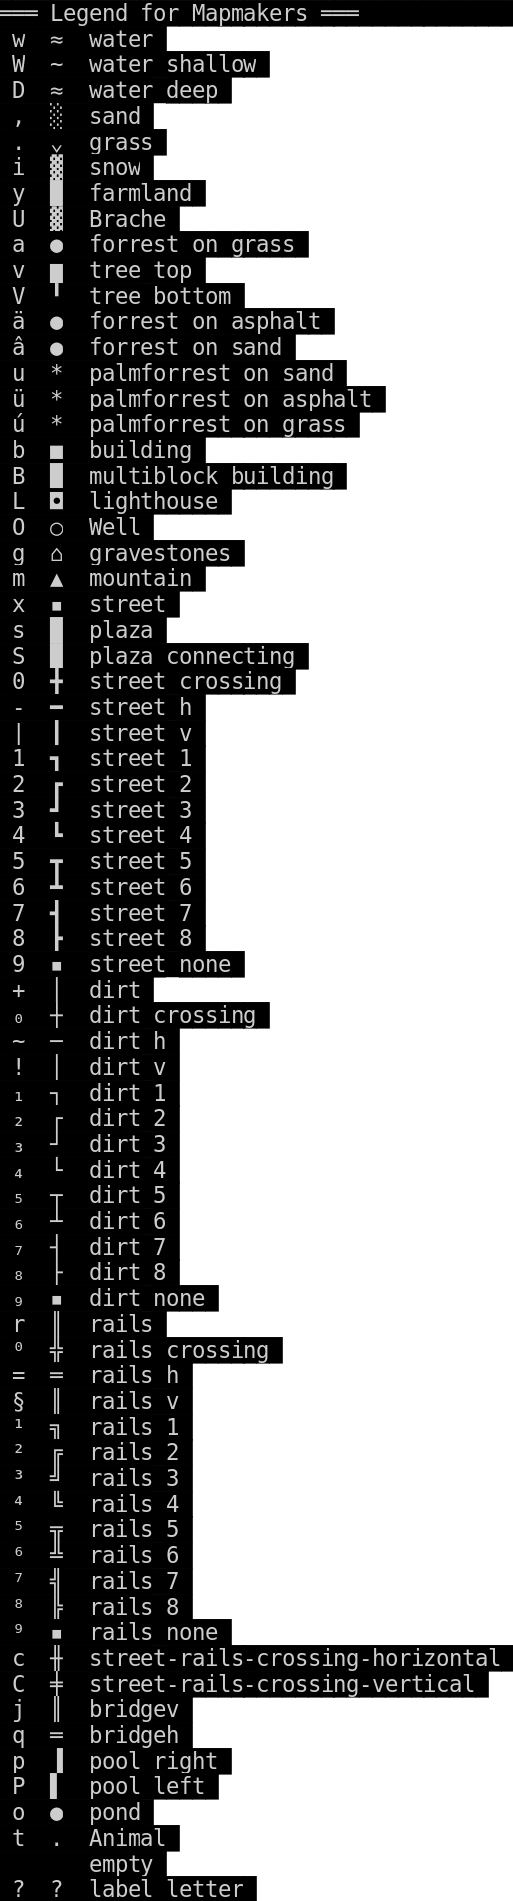 ═══ Legend for Mapmakers ═══
w ≈ water
W ~ water shallow
D ≈ water deep
, ░ sand
. ⌄ grass
i ▓ snow
y █ farmland
U ▓ Brache
a ● forrest on grass
v ■ tree top
V ╹ tree bottom
ä ● forrest on asphalt
â ● forrest on sand
u * palmforrest on sand
ü * palmforrest on asphalt
ú * palmforrest on grass
b ■ building
B █ multiblock building
L ◘ lighthouse
O ○ Well
g ⌂ gravestones
m ▲ mountain
x ▪ street
s █ plaza
S █ plaza connecting
0 ╋ street crossing
- ━ street h
| ┃ street v
1 ┓ street 1
2 ┏ street 2
3 ┛ street 3
4 ┗ street 4
5 ┳ street 5
6 ┻ street 6
7 ┫ street 7
8 ┣ street 8
9 ▪ street none
+ │ dirt
₀ ┼ dirt crossing
~ ─ dirt h
! │ dirt v
₁ ┐ dirt 1
₂ ┌ dirt 2
₃ ┘ dirt 3
₄ └ dirt 4
₅ ┬ dirt 5
₆ ┴ dirt 6
₇ ┤ dirt 7
₈ ├ dirt 8
₉ ▪ dirt none
r ║ rails
⁰ ╬ rails crossing
= ═ rails h
§ ║ rails v
¹ ╗ rails 1
² ╔ rails 2
³ ╝ rails 3
⁴ ╚ rails 4
⁵ ╦ rails 5
⁶ ╩ rails 6
⁷ ╣ rails 7
⁸ ╠ rails 8
⁹ ▪ rails none
c ╫ street-rails-crossing-horizontal
C ╪ street-rails-crossing-vertical
j ║ bridgev
q ═ bridgeh
p ▐ pool right
P ▌ pool left
o ● pond
t . Animal
empty
? ? label letter